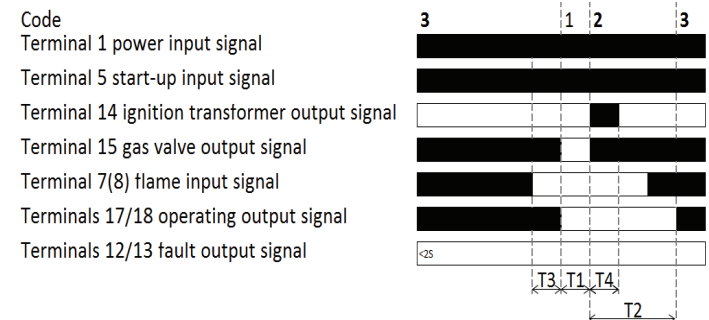 Code 3 1 2 3
Terminal 1 power input signal
Terminal 5 start-up input signal
Terminal 14 ignition transformer output signal
Terminal 15 gas valve output signal
Terminal 7(8) flame input signal
Terminals 17/18 operating output signal
Terminals 12/13 fault output signal <2S
T3 T1 T4
T2